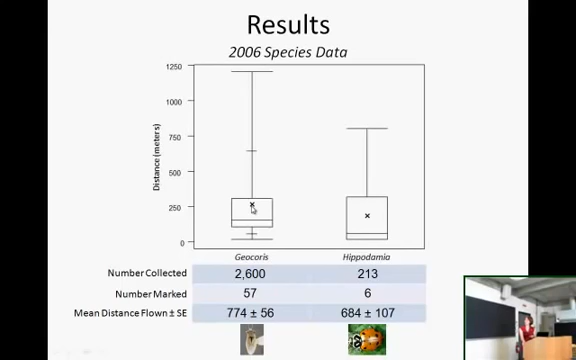 Results
2006 Species Data
1250
1000
750
500
250
0
Distance (meters)
Geocoris Hippodamia
Number Collected 2,600 213
Number Marked 57 6
Mean Distance Flown ± SE 774 ± 56 684 ± 107